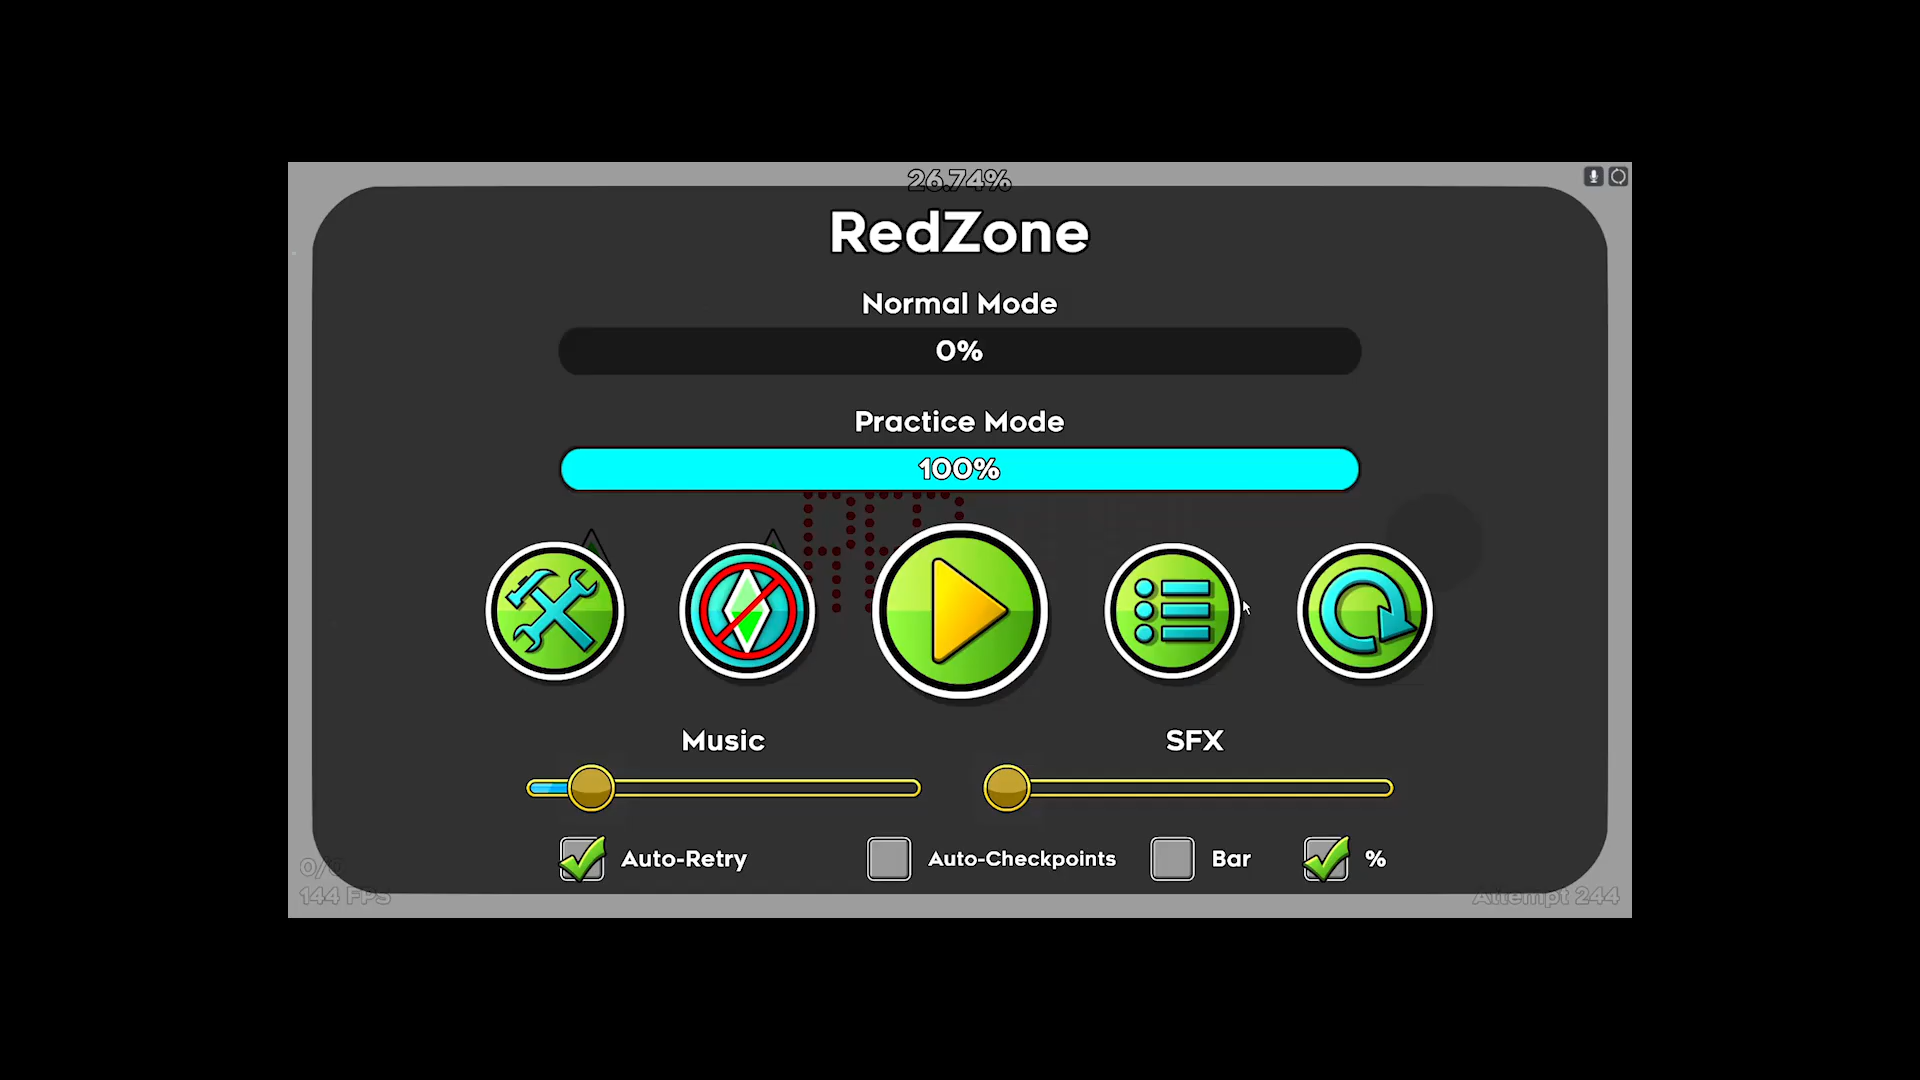 26.74%
RedZone
Normal Mode
0%
Practice Mode
100%
Music
SFX
Auto-Retry
Auto-Checkpoints
Bar
%
144 FPS
Attempt 244